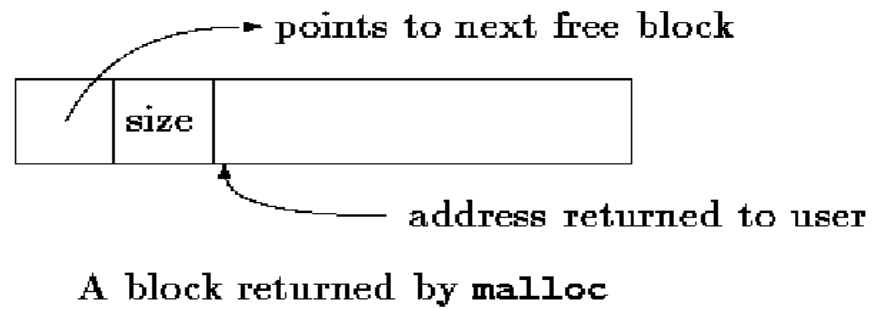 points to next free block
size
address returned to user
A block returned by malloc